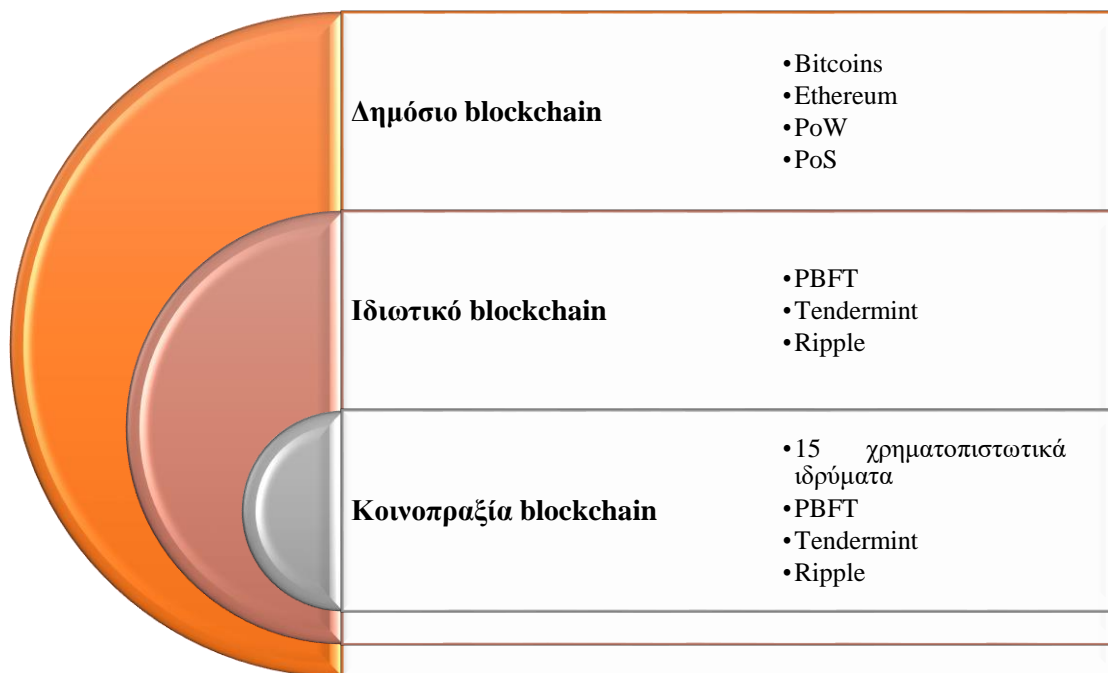 Δημόσιο blockchain
•Bitcoins
•Ethereum
•PoW
•PoS
Ιδιωτικό blockchain
•PBFT
•Tendermint
•Ripple
Κοινοπραξία blockchain
•15 χρηματοπιστωτικά
ιδρύματα
•PBFT
•Tendermint
•Ripple